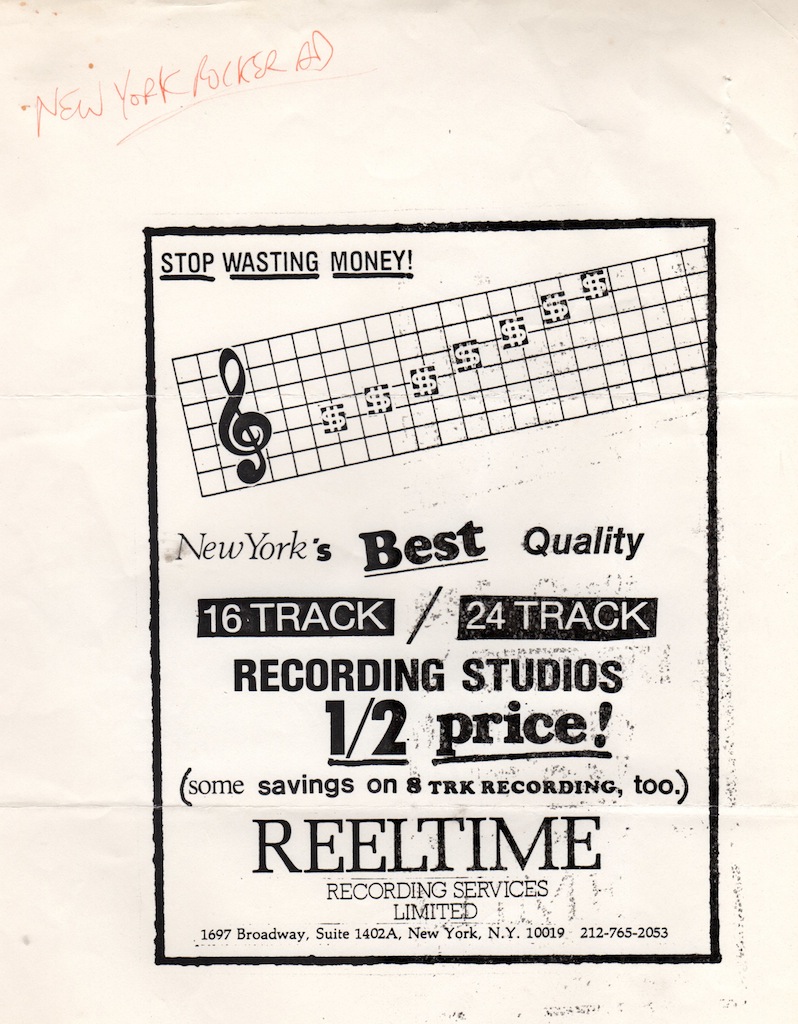 NEW YORK ROCKER AD
STOP WASTING MONEY!
$ $ $ $ $ $ $
New York's Best Quality
16 TRACK / 24 TRACK
RECORDING STUDIOS
1/2 price!
(some savings on 8 TRK RECORDING, too.)
REELTIME
RECORDING SERVICES
LIMITED
1697 Broadway, Suite 1402A, New York, N.Y. 10019 212-765-2053